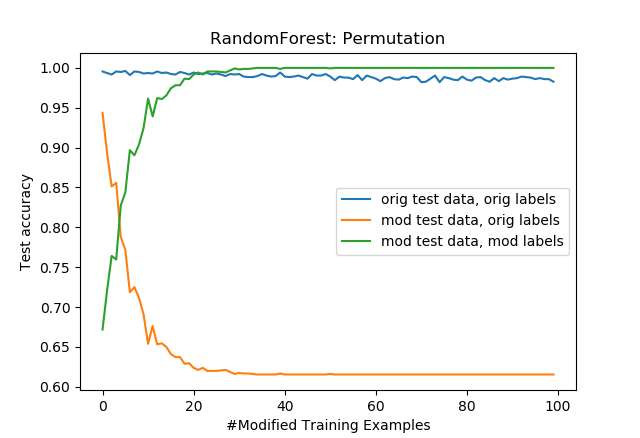 RandomForest: Permutation
1.00
0.95
0.90
0.85
0.80
0.75
0.70
0.65
0.60
Test accuracy
orig test data, orig labels
mod test data, orig labels
mod test data, mod labels
0 20 40 60 80 100
#Modified Training Examples